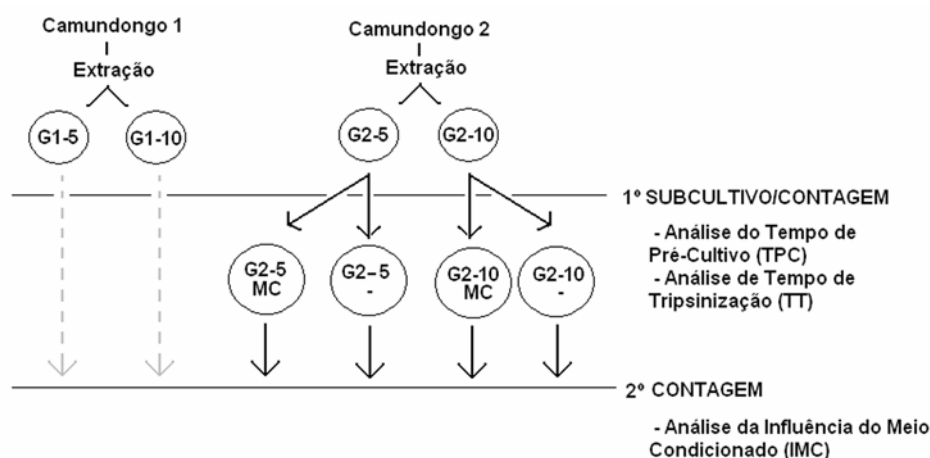 Camundongo 1
Extração
G1-5
G1-10
Camundongo 2
Extração
G2-5
G2-10
1º SUBCULTIVO/CONTAGEM
- Análise do Tempo de
Pré-Cultivo (TPC)
- Análise de Tempo de
Tripsinização (TT)
G2-5
MC
G2–5
-
G2-10
MC
G2-10
-
2º CONTAGEM
- Análise da Influência do Meio
Condicionado (IMC)